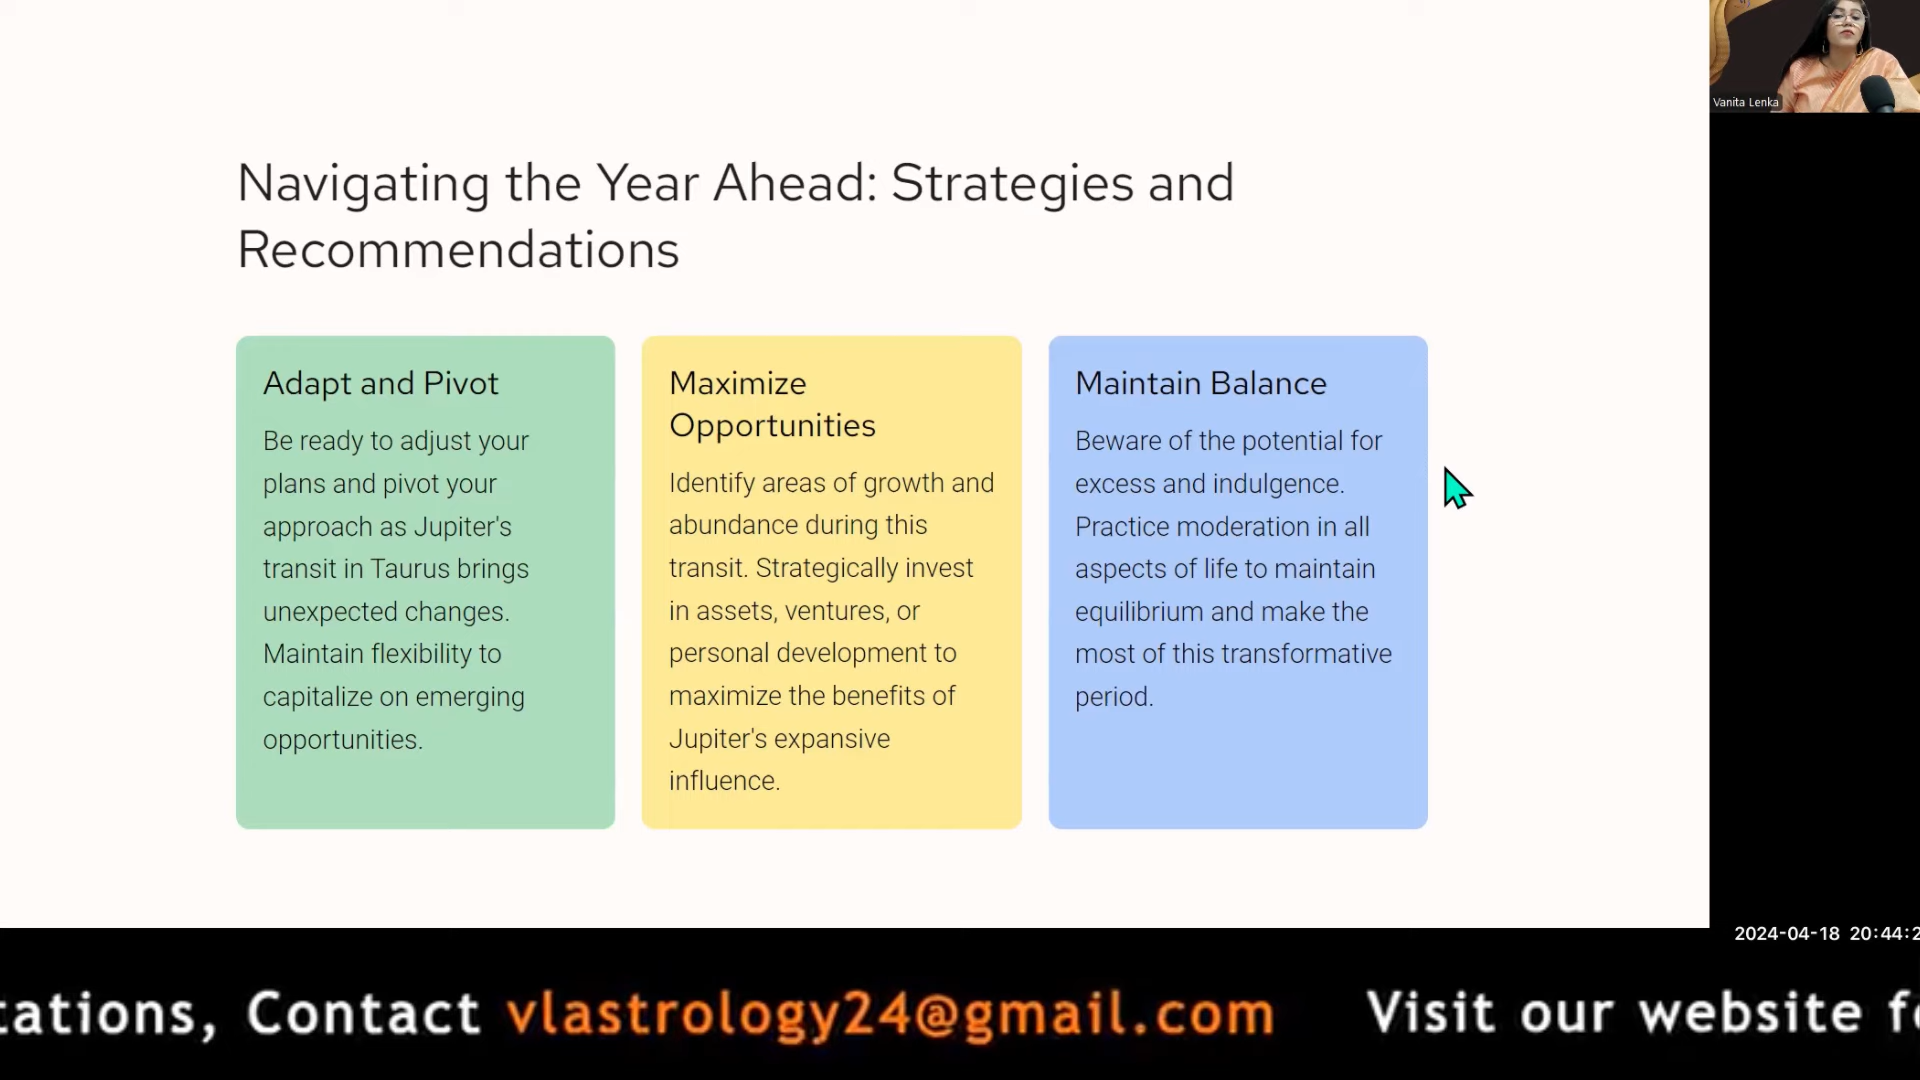 Vanita Lenka
Navigating the Year Ahead: Strategies and
Recommendations
Adapt and Pivot
Be ready to adjust your
plans and pivot your
approach as Jupiter's
transit in Taurus brings
unexpected changes.
Maintain flexibility to
capitalize on emerging
opportunities.
Maximize
Opportunities
Identify areas of growth and
abundance during this
transit. Strategically invest
in assets, ventures, or
personal development to
maximize the benefits of
Jupiter's expansive
influence.
Maintain Balance
Beware of the potential for
excess and indulgence.
Practice moderation in all
aspects of life to maintain
equilibrium and make the
most of this transformative
period.
2024-04-18 20:44:2
tations, Contact vlastrology24@gmail.com Visit our website